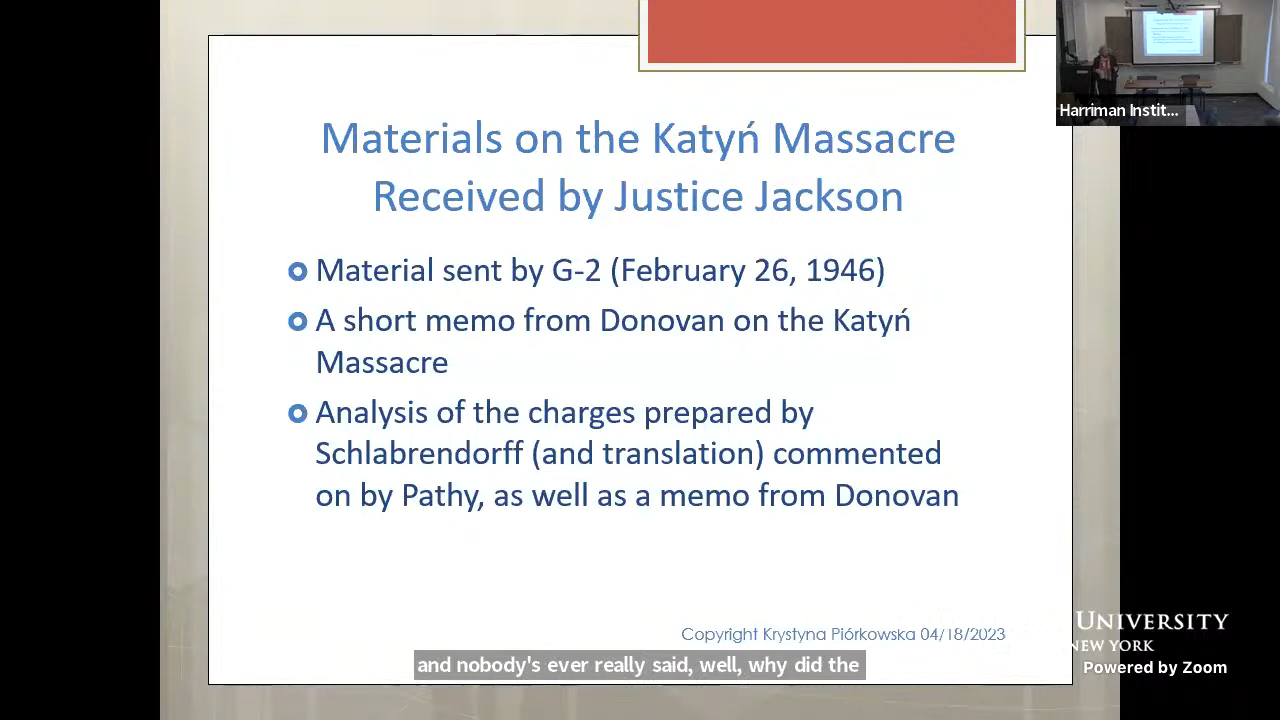 Harriman Instit...
Materials on the Katyń Massacre
Received by Justice Jackson
Material sent by G-2 (February 26, 1946)
A short memo from Donovan on the Katyń
Massacre
Analysis of the charges prepared by
Schlabrendorff (and translation) commented
on by Pathy, as well as a memo from Donovan
Copyright Krystyna Piórkowska 04/18/2023
UNIVERSITY
NEW YORK
Powered by Zoom
and nobody's ever really said, well, why did the